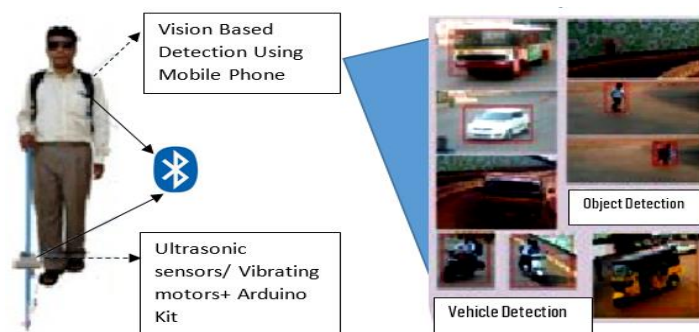 Vision Based
Detection Using
Mobile Phone
Ultrasonic
sensors/ Vibrating
motors+ Arduino
Kit
Object Detection
Vehicle Detection